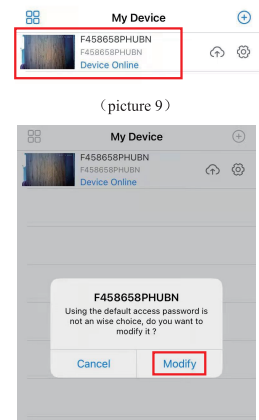 My Device
F458658PHUBN
F458658PHUBN
Device Online
（picture 9）
My Device
F458658PHUBN
F458658PHUBN
Device Online
F458658PHUBN
Using the default access password is
not an wise choice, do you want to
modify it ?
Cancel
Modify